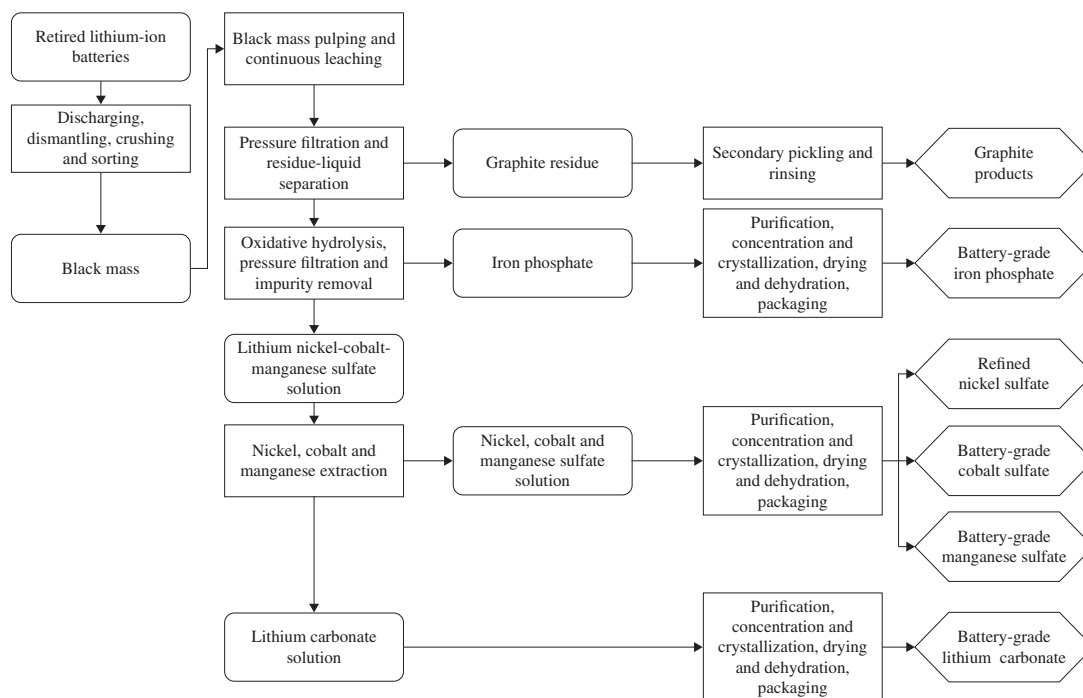 Retired lithium-ion
batteries
Discharging,
dismantling, crushing
and sorting
Black mass
Black mass pulping and
continuous leaching
Pressure filtration and
residue-liquid
separation
Graphite residue
Secondary pickling and
rinsing
Graphite
products
Oxidative hydrolysis,
pressure filtration and
impurity removal
Iron phosphate
Purification,
concentration and
crystallization, drying
and dehydration,
packaging
Battery-grade
iron phosphate
Lithium nickel-cobalt-
manganese sulfate
solution
Nickel, cobalt and
manganese extraction
Nickel, cobalt and
manganese sulfate
solution
Purification,
concentration and
crystallization, drying
and dehydration,
packaging
Refined
nickel sulfate
Battery-grade
cobalt sulfate
Battery-grade
manganese sulfate
Lithium carbonate
solution
Purification,
concentration and
crystallization, drying
and dehydration,
packaging
Battery-grade
lithium carbonate